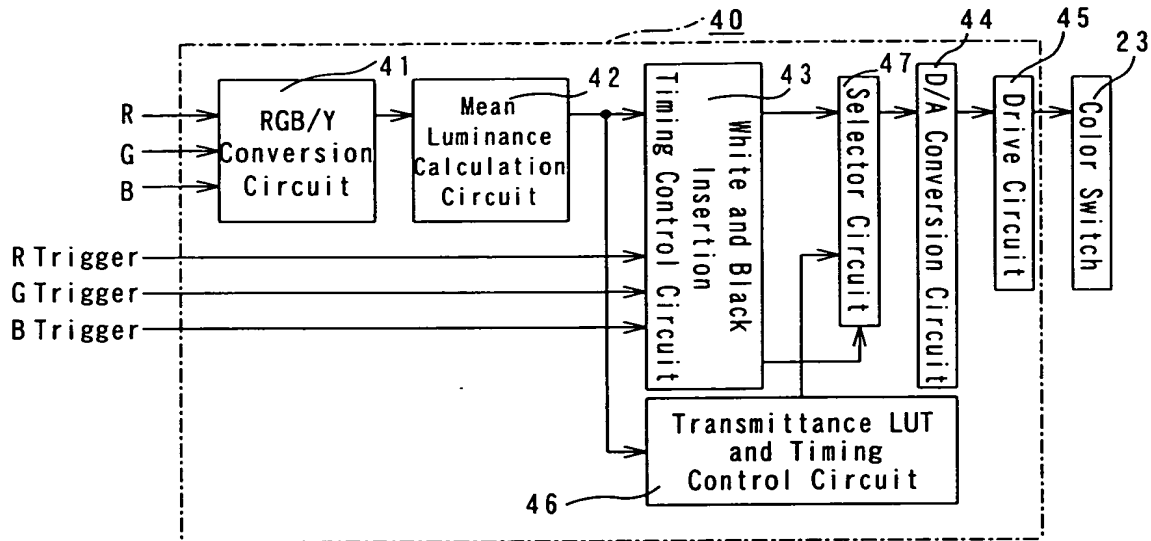 40
41
42
43
47
44
45
23
R
G
B
RGB/Y
Conversion
Circuit
Mean
Luminance
Calculation
Circuit
White and Black
Insertion
Timing Control Circuit
Selector Circuit
D/A Conversion Circuit
Drive Circuit
Color Switch
R Trigger
G Trigger
B Trigger
Transmittance LUT
and Timing
Control Circuit
46